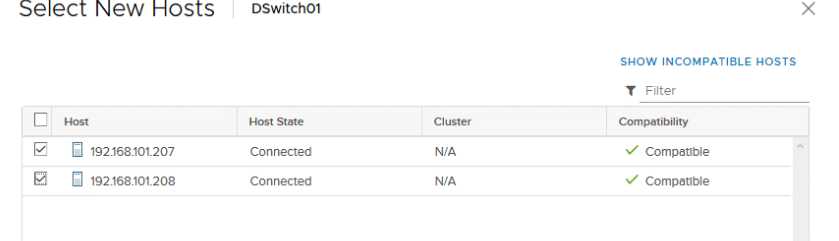 Select New Hosts DSwitch01
SHOW INCOMPATIBLE HOSTS
Filter
Host Host State Cluster Compatibility
192.168.101.207 Connected N/A Compatible
192.168.101.208 Connected N/A Compatible